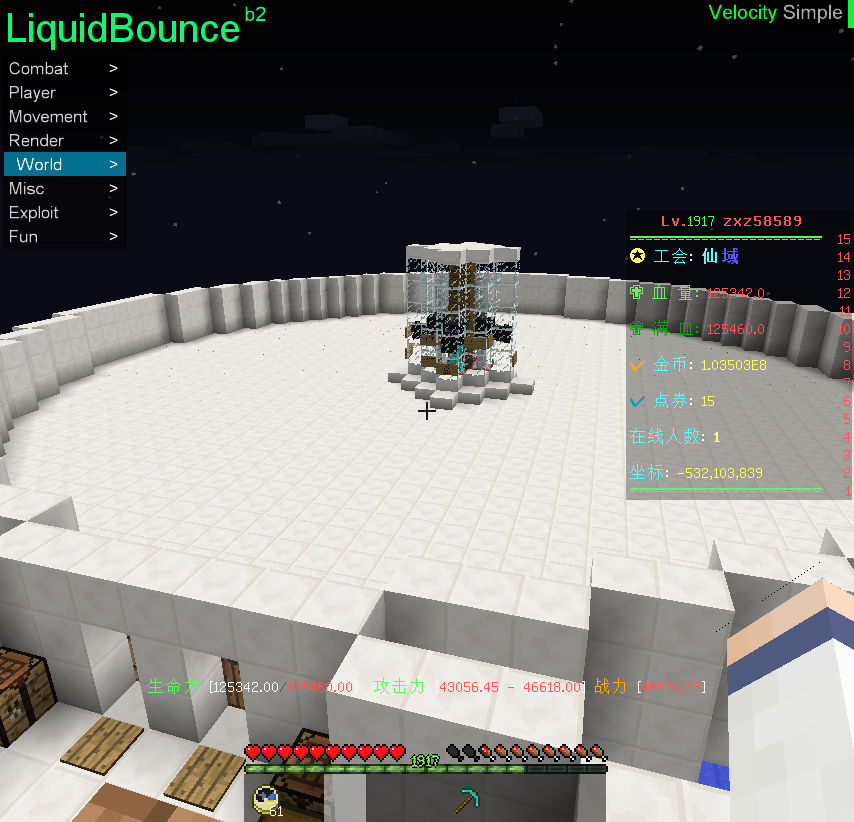 LiquidBounce b2
Velocity Simple
Combat >
Player >
Movement >
Render >
World >
Misc >
Exploit >
Fun >
Lv.1917 zxz58589
15
工会: 仙域 14
13
血 量: 125342.0 12
11
满 血: 125460.0 10
9
金币: 1.03503E8 8
7
点券: 15 6
5
在线人数: 1 4
3
坐标: -532,103,839 2
1
生命力 [125342.00/125460.00] 攻击力 [43056.45 - 46618.00] 战力
1917
61